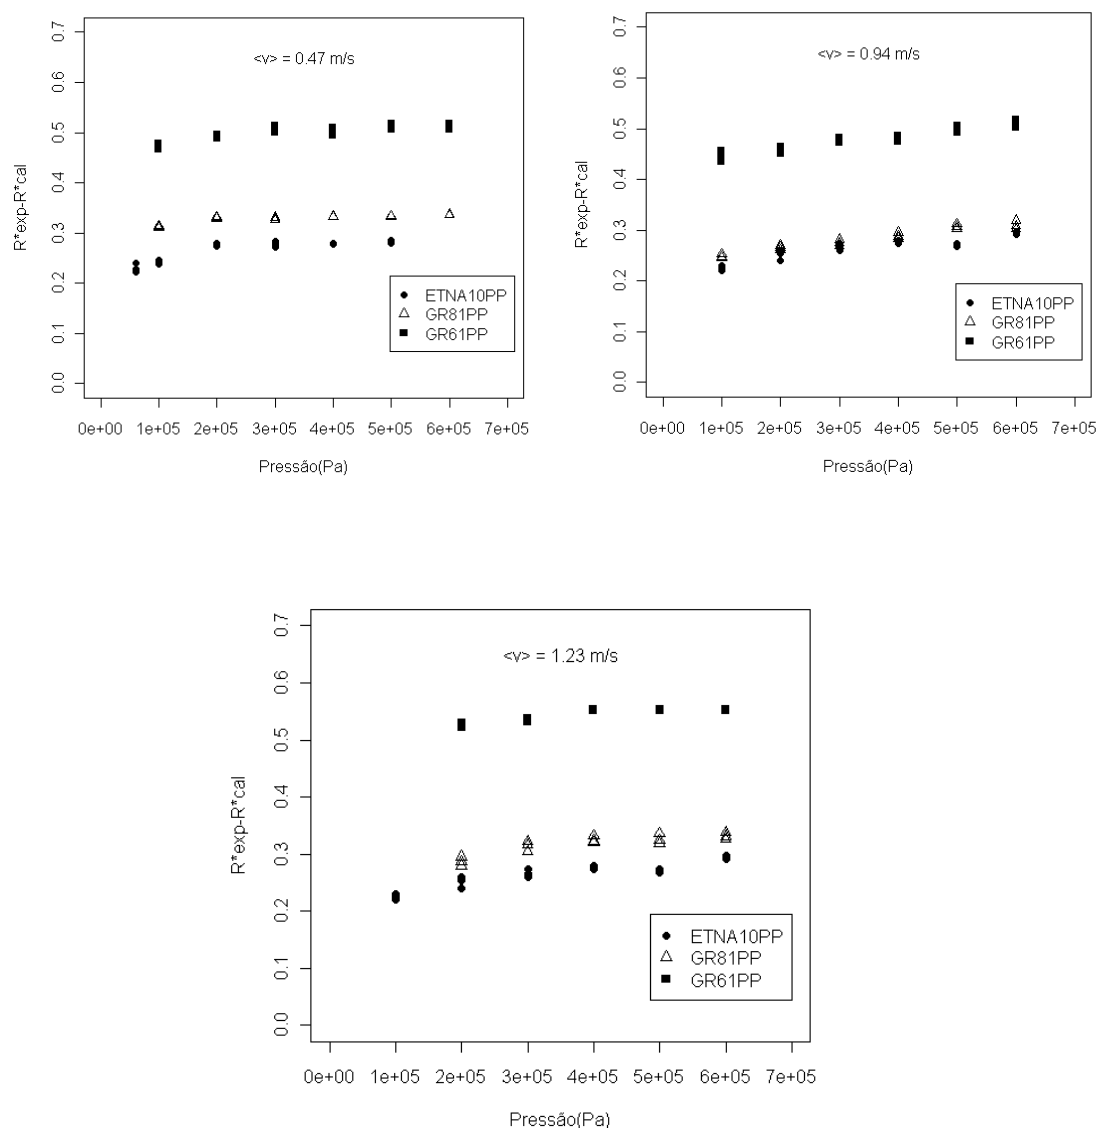 <v> = 0.47 m/s
R*exp-R*cal
0.0 0.1 0.2 0.3 0.4 0.5 0.6 0.7
ETNA10PP
GR81PP
GR61PP
0e+00 1e+05 2e+05 3e+05 4e+05 5e+05 6e+05 7e+05
Pressão(Pa)
<v> = 0.94 m/s
R*exp-R*cal
0.0 0.1 0.2 0.3 0.4 0.5 0.6 0.7
ETNA10PP
GR81PP
GR61PP
0e+00 1e+05 2e+05 3e+05 4e+05 5e+05 6e+05 7e+05
Pressão(Pa)
<v> = 1.23 m/s
R*exp-R*cal
0.0 0.1 0.2 0.3 0.4 0.5 0.6 0.7
ETNA10PP
GR81PP
GR61PP
0e+00 1e+05 2e+05 3e+05 4e+05 5e+05 6e+05 7e+05
Pressão(Pa)